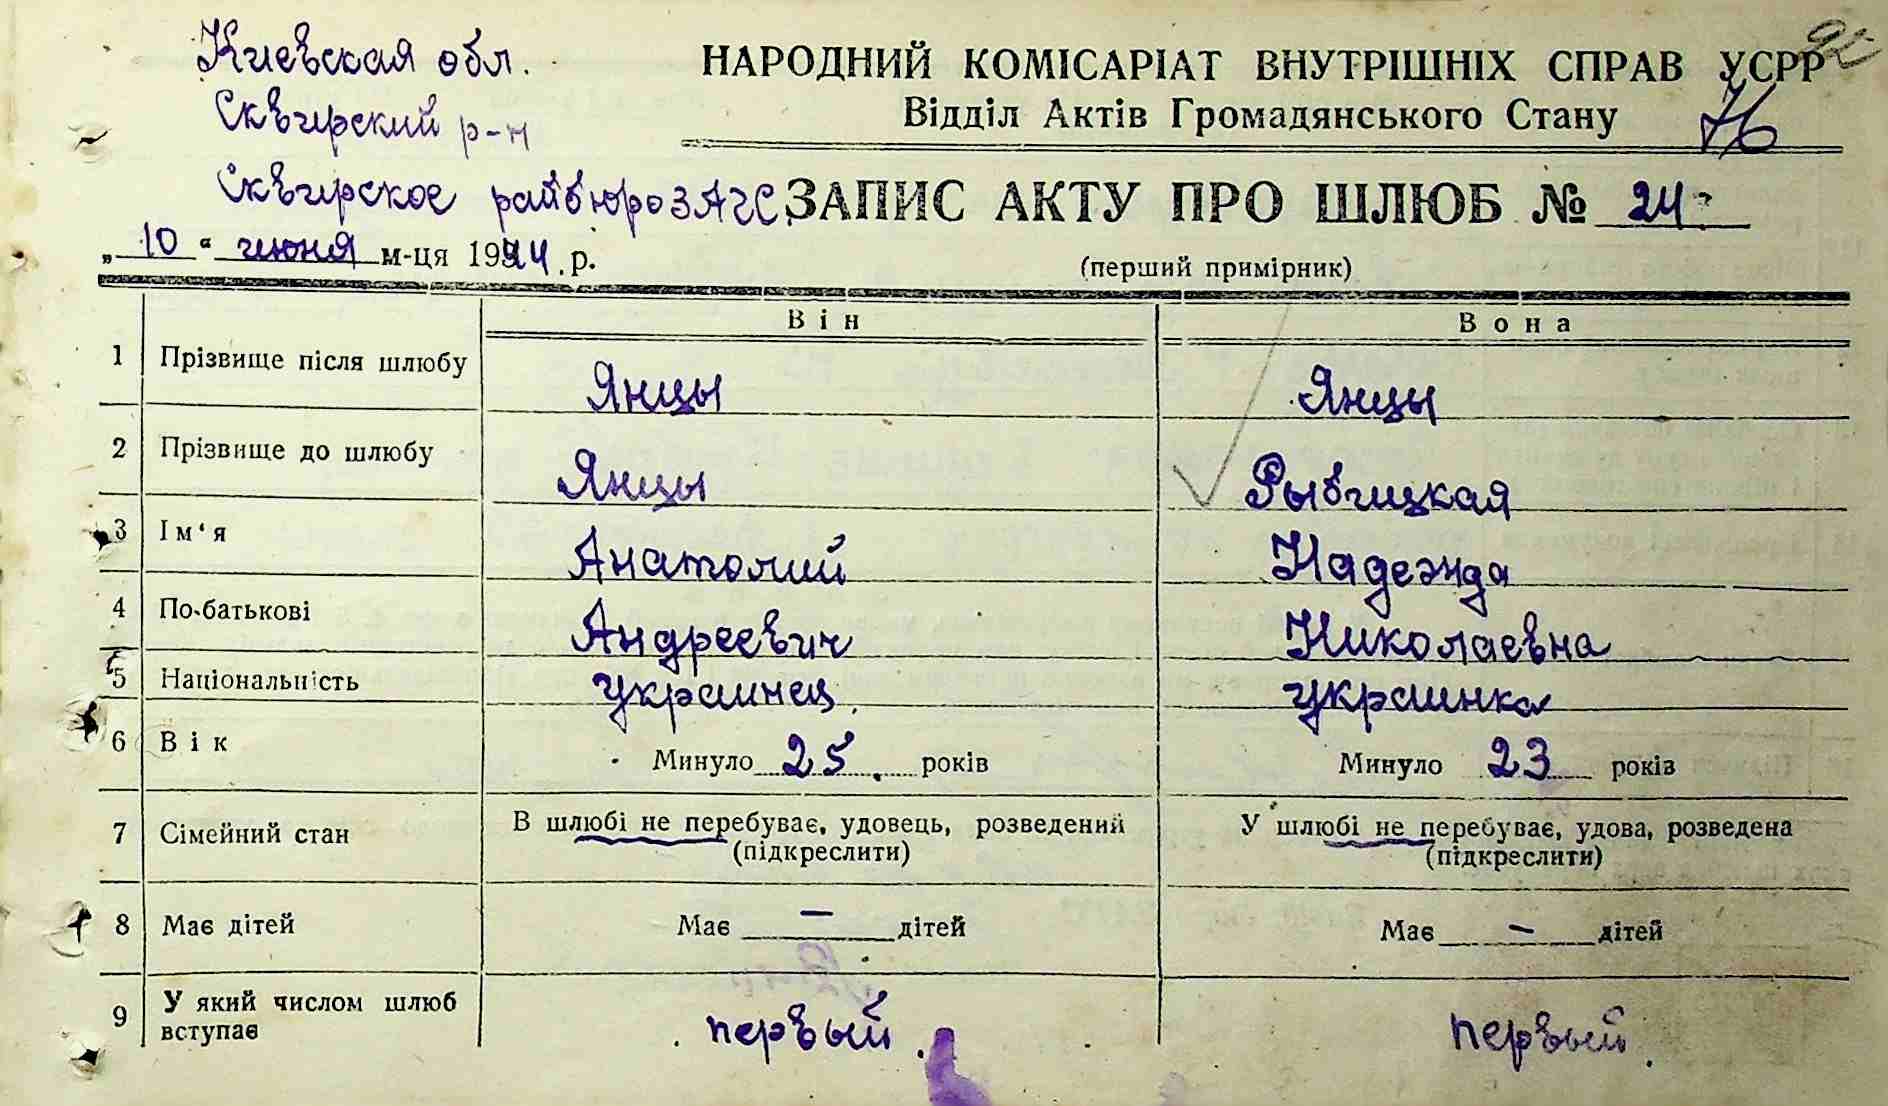 Киевская обл.
Сквирский р-н
Сквирское райбюро ЗАГС
НАРОДНИЙ КОМІСАРІАТ ВНУТРІШНІХ СПРАВ УСРР
Відділ Актів Громадянського Стану
76
ЗАПИС АКТУ ПРО ШЛЮБ № 24
„10" июня м-ця 1944 р.
(перший примірник)
Він Вона
1 Прізвище після шлюбу Янцы Янцы
2 Прізвище до шлюбу Янцы Рывицкая
3 Ім'я Анатолий Надежда
4 По-батькові Андреевич Николаевна
5 Національність украинец украинка
6 Вік Минуло 25 років Минуло 23 років
7 Сімейний стан В шлюбі не перебуває, удовець, розведений У шлюбі не перебуває, удова, розведена
(підкреслити) (підкреслити)
8 Має дітей Має — дітей Має — дітей
9 У який числом шлюб
вступає первый. первый.